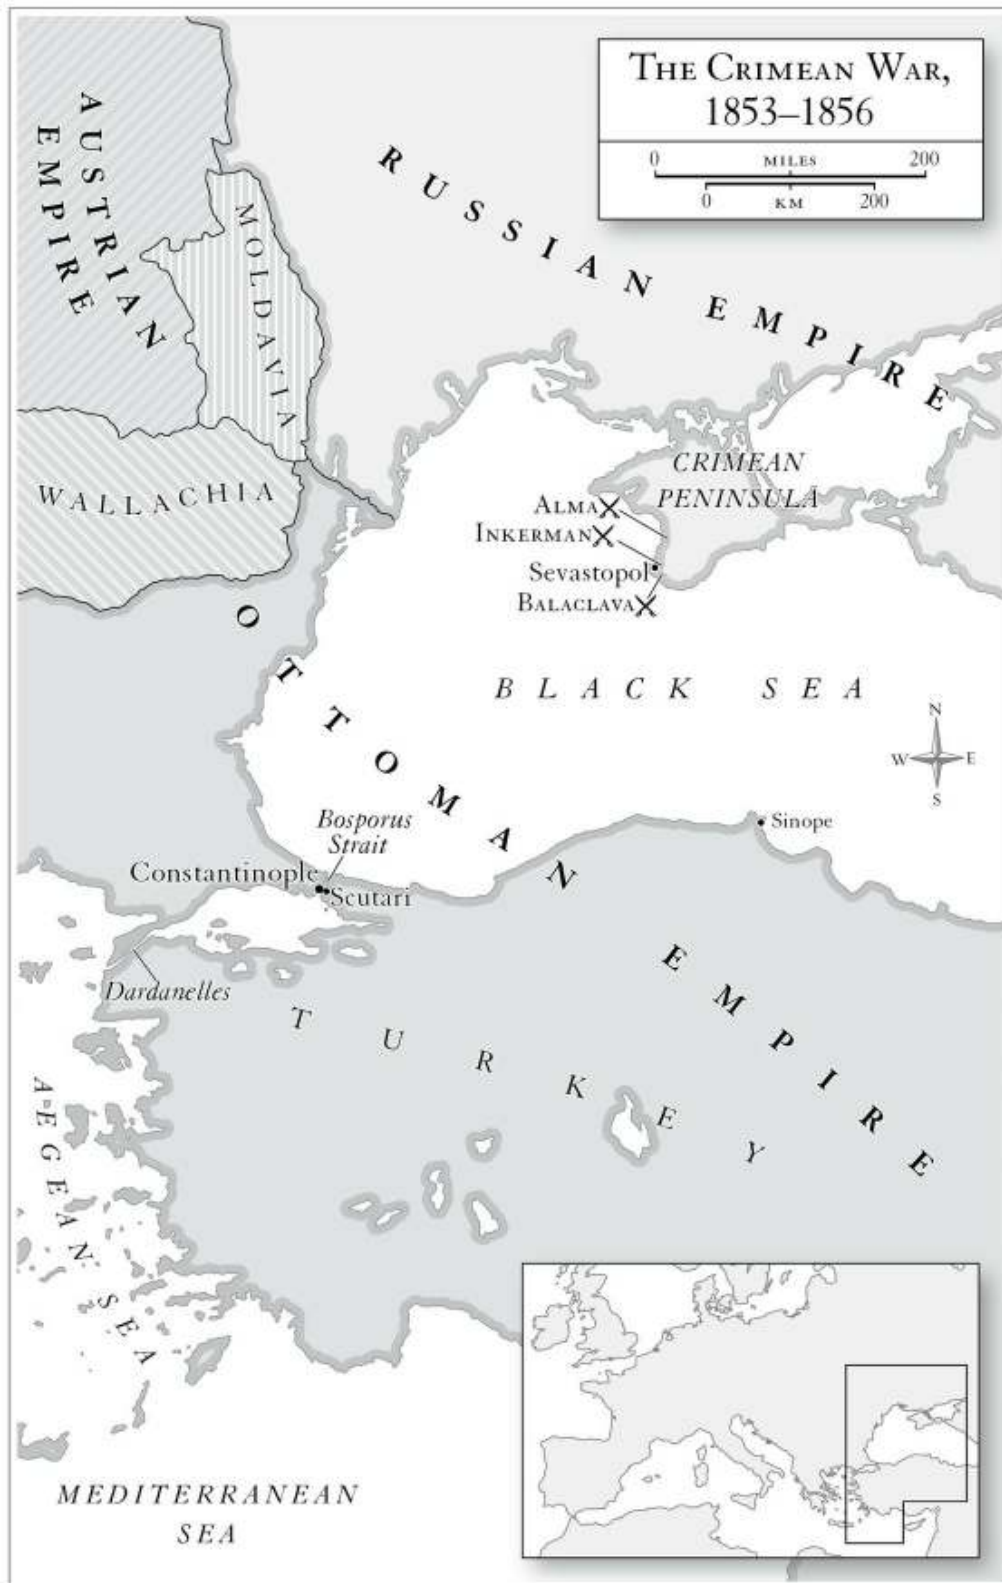 THE CRIMEAN WAR,
1853–1856
0 MILES 200
0 KM 200
AUSTRIAN
EMPIRE
MOLDAVIA
RUSSIAN EMPIRE
WALLACHIA
CRIMEAN
PENINSULA
ALMA
INKERMAN
Sevastopol
BALACLAVA
BLACK SEA
N
W E
S
OTTOMAN EMPIRE
Bosporus
Strait
Sinope
Constantinople
Scutari
Dardanelles
TURKEY
AEGEAN SEA
MEDITERRANEAN
SEA